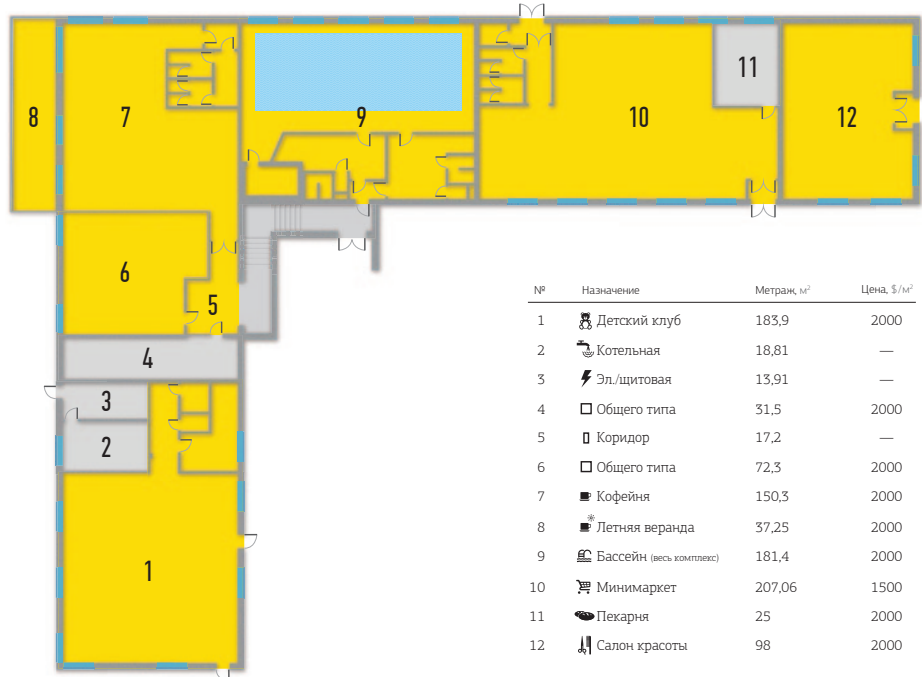 8
7
9
10
11
12
6
5
4
3
2
1
№ Назначение Метраж, м² Цена, $/м²
1 Детский клуб 183,9 2000
2 Котельная 18,81 —
3 Эл./щитовая 13,91 —
4 Общего типа 31,5 2000
5 Коридор 17,2 —
6 Общего типа 72,3 2000
7 Кофейня 150,3 2000
8 Летняя веранда 37,25 2000
9 Бассейн (весь комплекс) 181,4 2000
10 Минимаркет 207,06 1500
11 Пекарня 25 2000
12 Салон красоты 98 2000